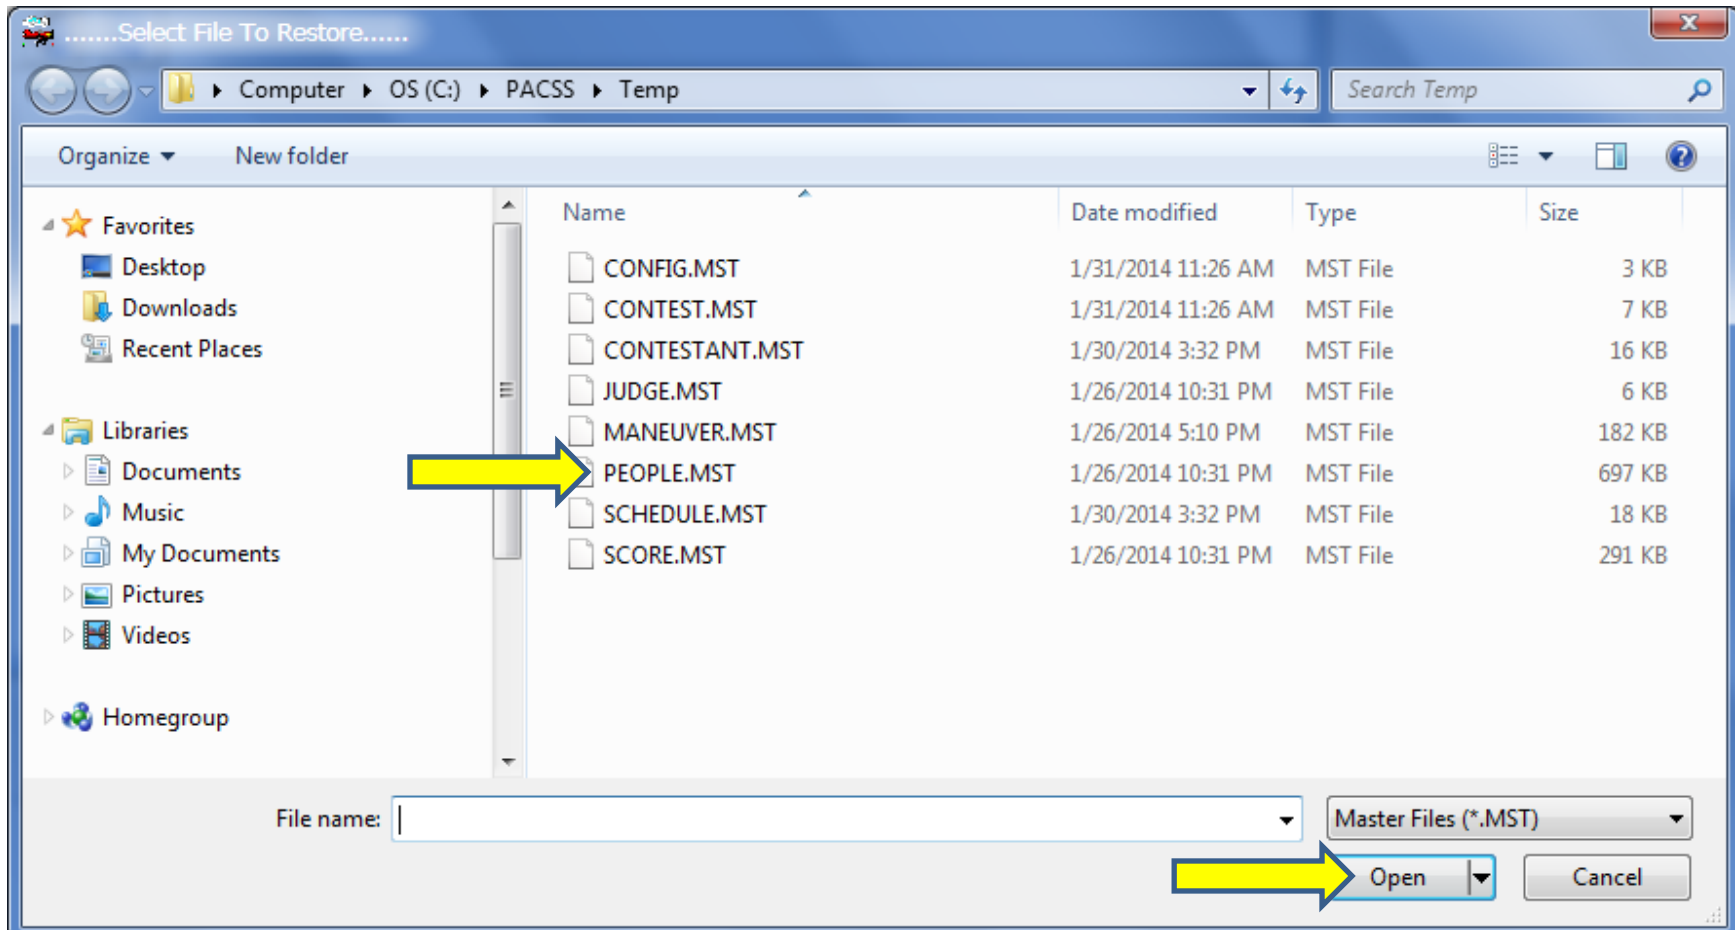 .......Select File To Restore......
Computer OS (C:) PACSS Temp Search Temp
Organize New folder
Name Date modified Type Size
Favorites
Desktop
Downloads
Recent Places
Libraries
Documents
Music
My Documents
Pictures
Videos
Homegroup
CONFIG.MST 1/31/2014 11:26 AM MST File 3 KB
CONTEST.MST 1/31/2014 11:26 AM MST File 7 KB
CONTESTANT.MST 1/30/2014 3:32 PM MST File 16 KB
JUDGE.MST 1/26/2014 10:31 PM MST File 6 KB
MANEUVER.MST 1/26/2014 5:10 PM MST File 182 KB
PEOPLE.MST 1/26/2014 10:31 PM MST File 697 KB
SCHEDULE.MST 1/30/2014 3:32 PM MST File 18 KB
SCORE.MST 1/26/2014 10:31 PM MST File 291 KB
File name: Master Files (*.MST)
Open Cancel